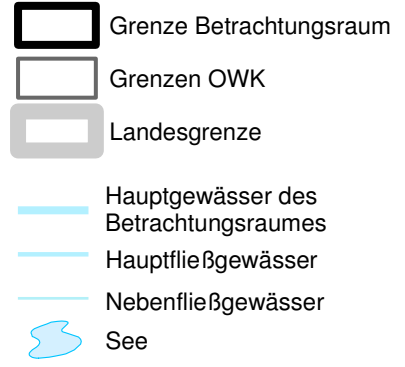 Grenze Betrachtungsraum
Grenzen OWK
Landesgrenze
Hauptgewässer des
Betrachtungsraumes
Hauptfließgewässer
Nebenfließgewässer
See